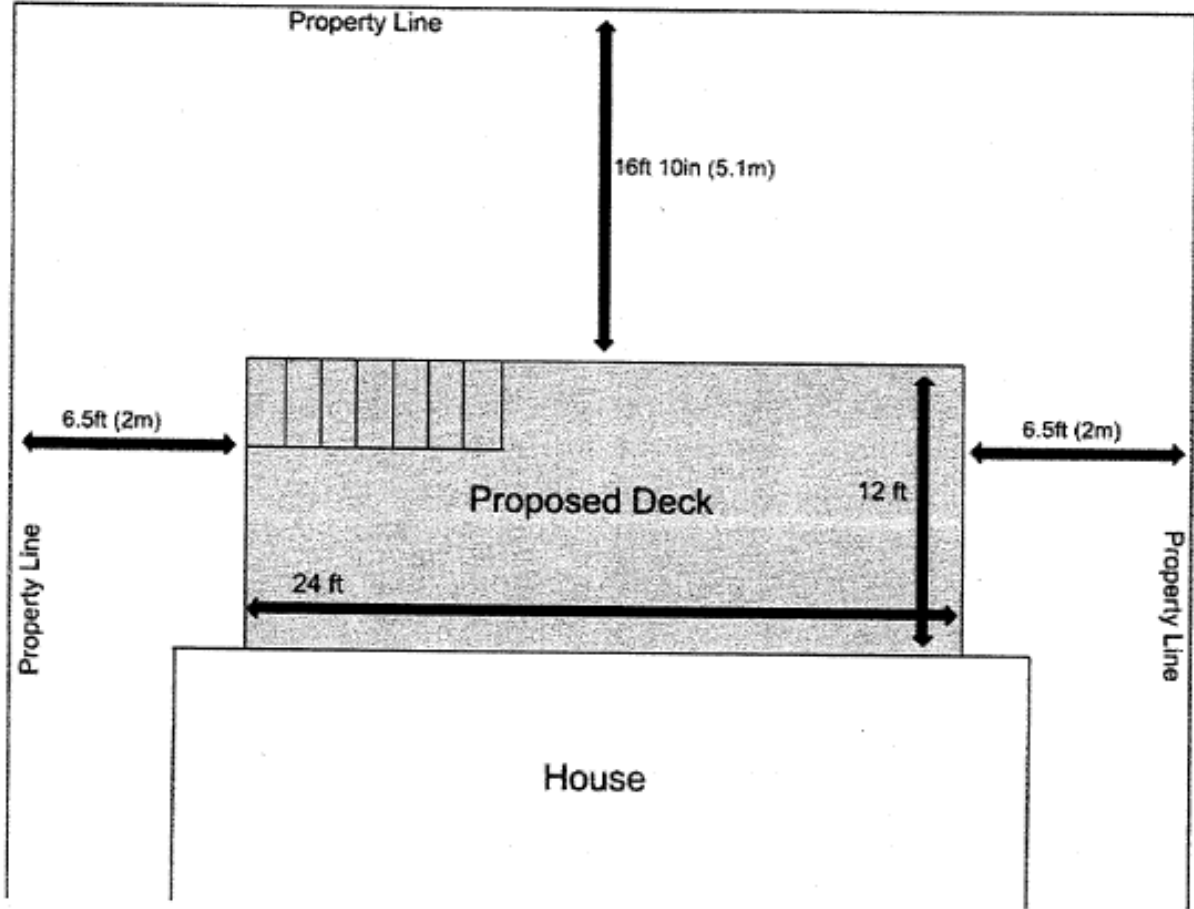 Property Line
16ft 10in (5.1m)
6.5ft (2m)
6.5ft (2m)
Proposed Deck
12 ft
24 ft
Property Line
Property Line
House